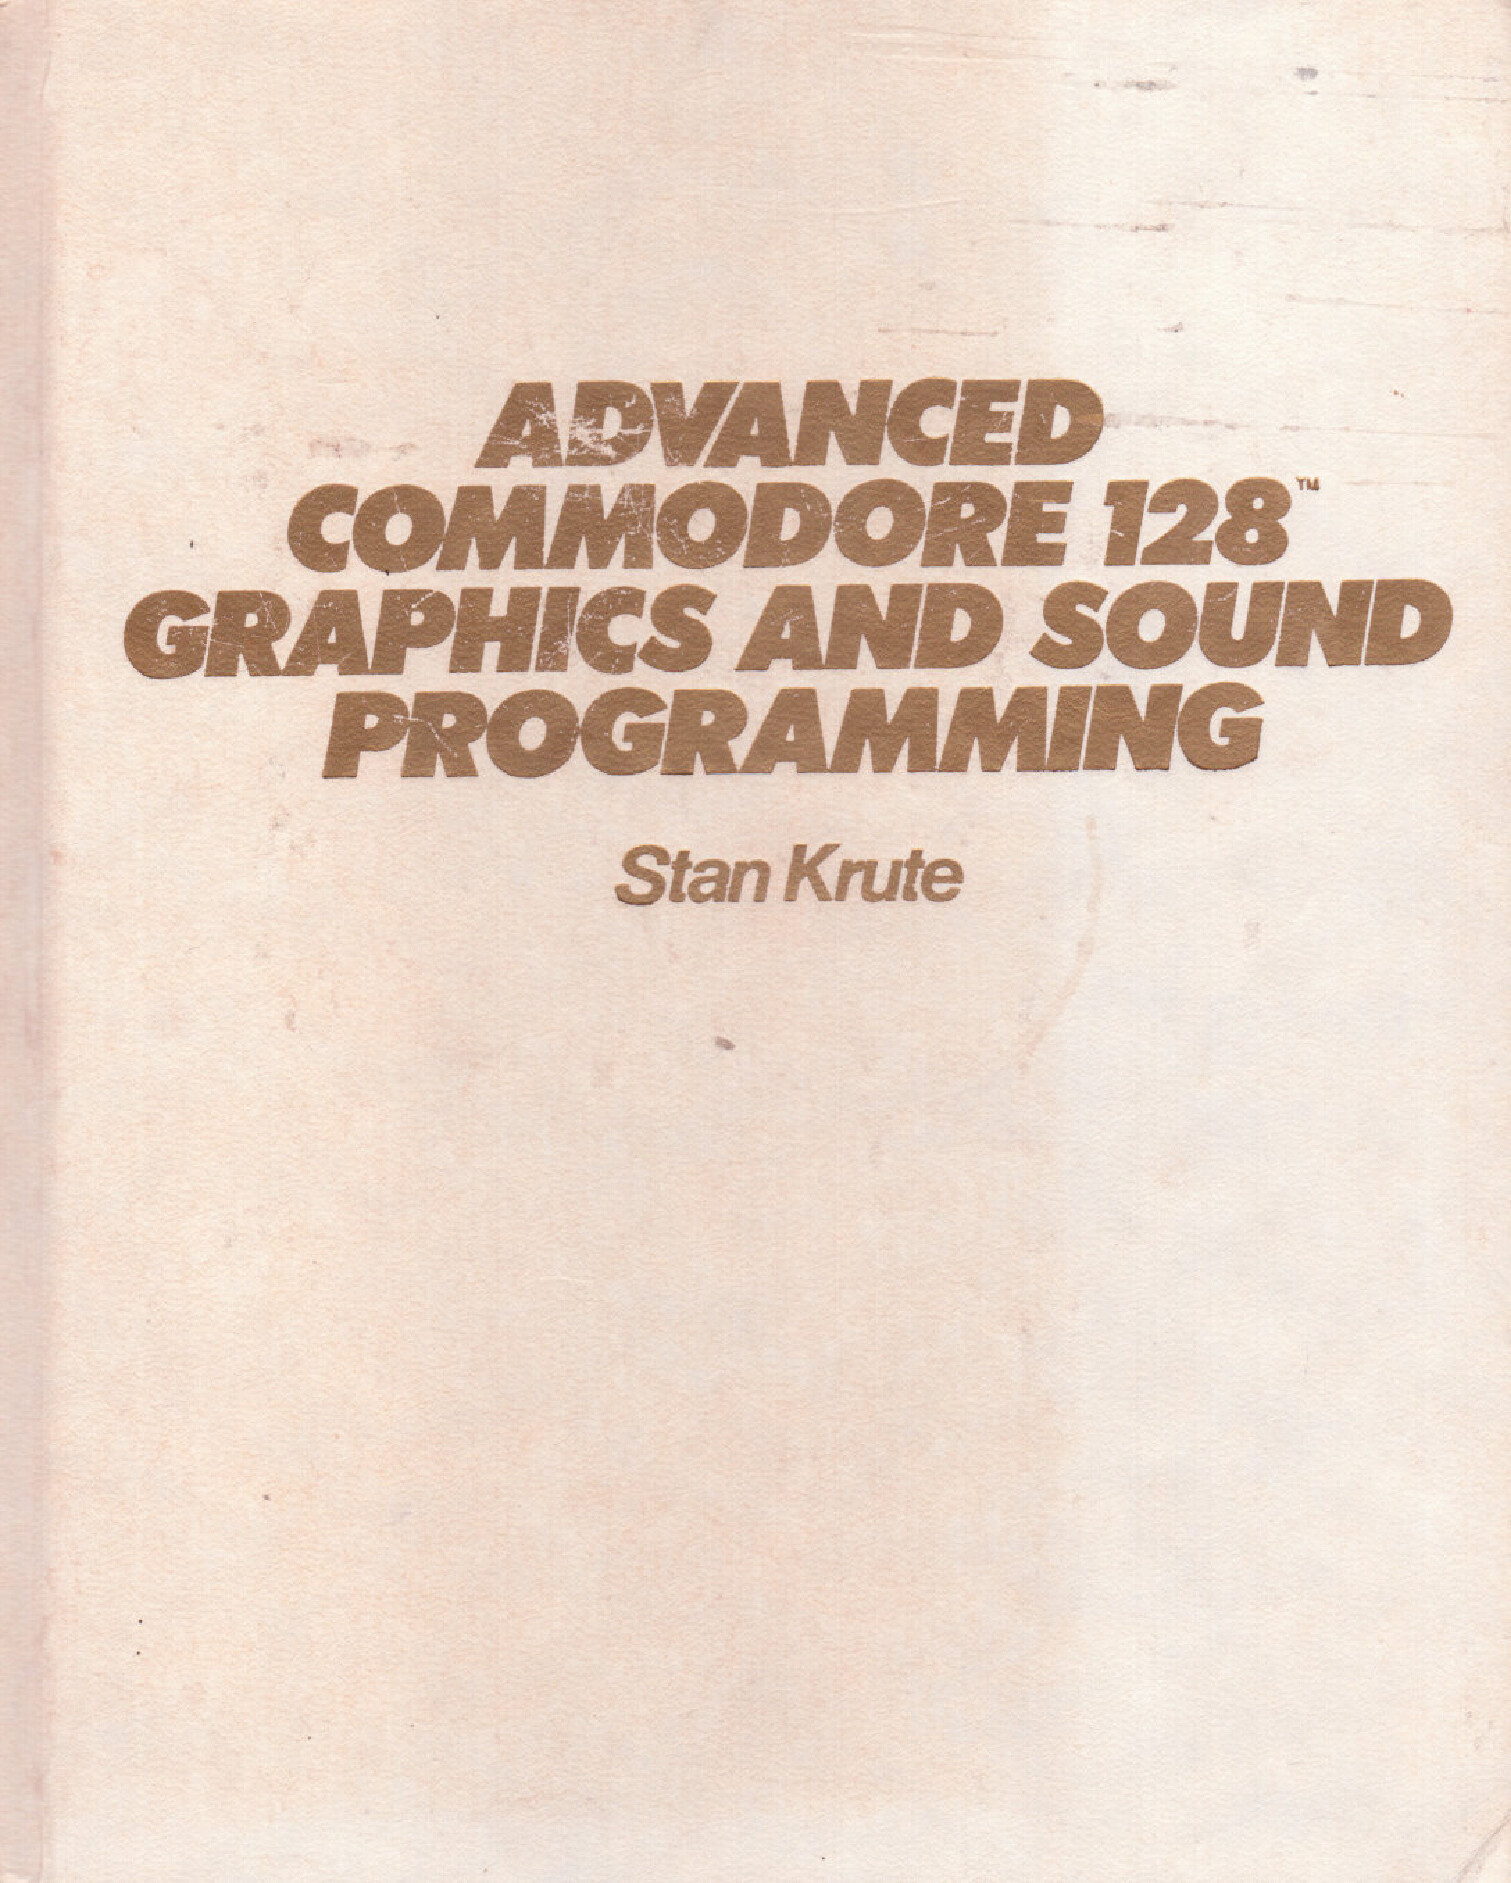 ADVANCED
COMMODORE 128™
GRAPHICS AND SOUND
PROGRAMMING
Stan Krute